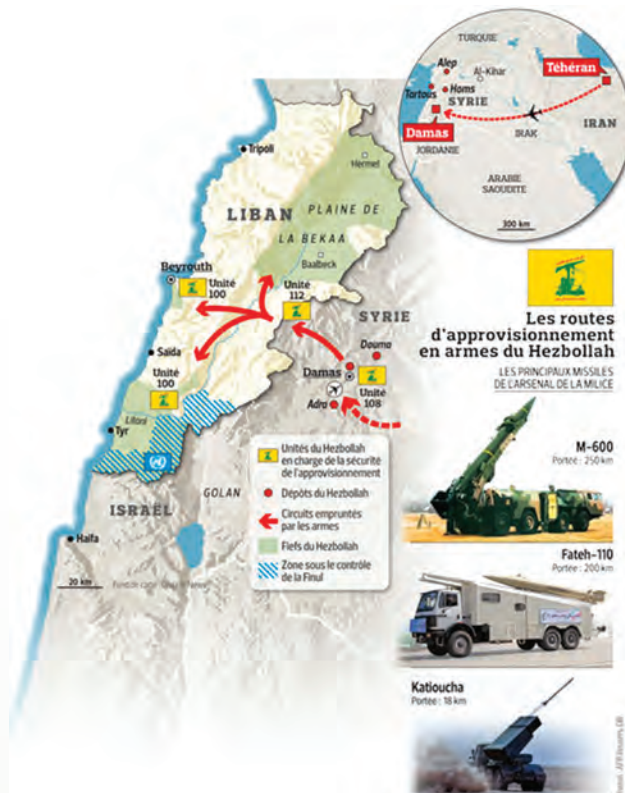 TURQUIE
Alep
Al-Kihar
Téhéran
Tartous
Homs
SYRIE
Damas
IRAK
IRAN
JORDANIE
ARABIE
SAOUDITE
300 km
Tripoli
Hermel
LIBAN
PLAINE DE
LA BEKAA
Baalbeck
Beyrouth
Unité
100
Unité
112
SYRIE
Douma
Damas
Unité
108
Adra
Saïda
Unité
100
Litani
Tyr
GOLAN
ISRAËL
Haïfa
20 km
Unités du Hezbollah
en charge de la sécurité
de l'approvisionnement
Dépôts du Hezbollah
Circuits empruntés
par les armes
Fiefs du Hezbollah
Zone sous le contrôle
de la Finul
Les routes
d'approvisionnement
en armes du Hezbollah
LES PRINCIPAUX MISSILES
DE L'ARSENAL DE LA MILICE
M-600
Portée : 250 km
Fateh-110
Portée : 200 km
Katioucha
Portée : 18 km